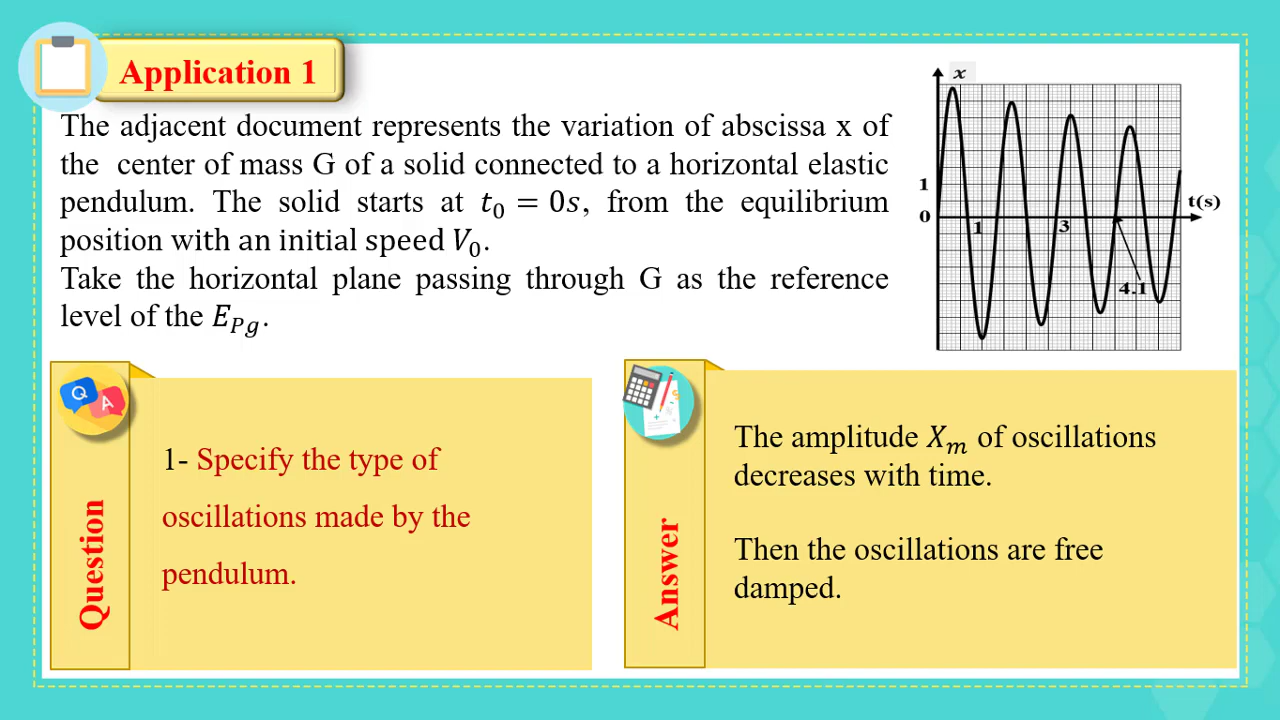 Application 1
The adjacent document represents the variation of abscissa x of
the center of mass G of a solid connected to a horizontal elastic
pendulum. The solid starts at t₀ = 0s, from the equilibrium
position with an initial speed V₀.
Take the horizontal plane passing through G as the reference
level of the E_Pg.
x
1
0
1
3
4.1
t(s)
Q
A
Question
1- Specify the type of
oscillations made by the
pendulum.
Answer
The amplitude Xₘ of oscillations
decreases with time.
Then the oscillations are free
damped.